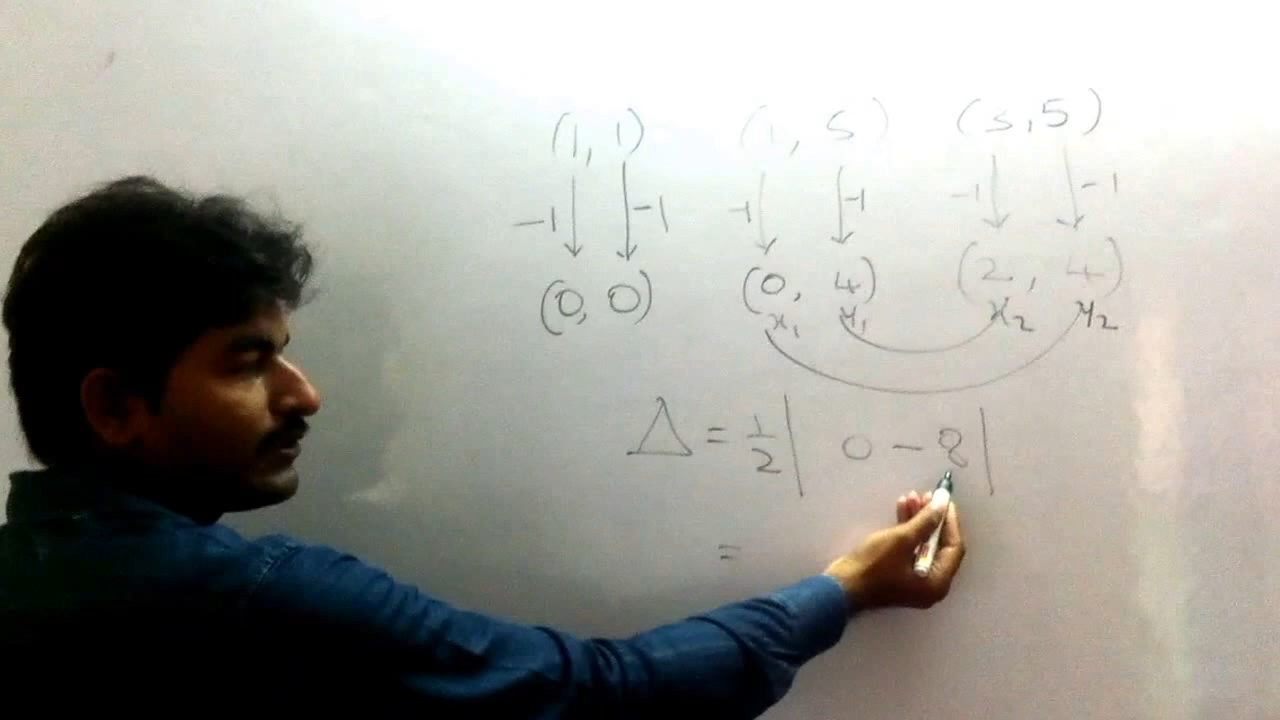 (1, 1) (1, 5) (3, 5)
-1 -1 -1 -1 -1 -1
(0, 0) (0, 4) (2, 4)
x₁ y₁ x₂ y₂
Δ = 1/2 | 0 - 8 |
=